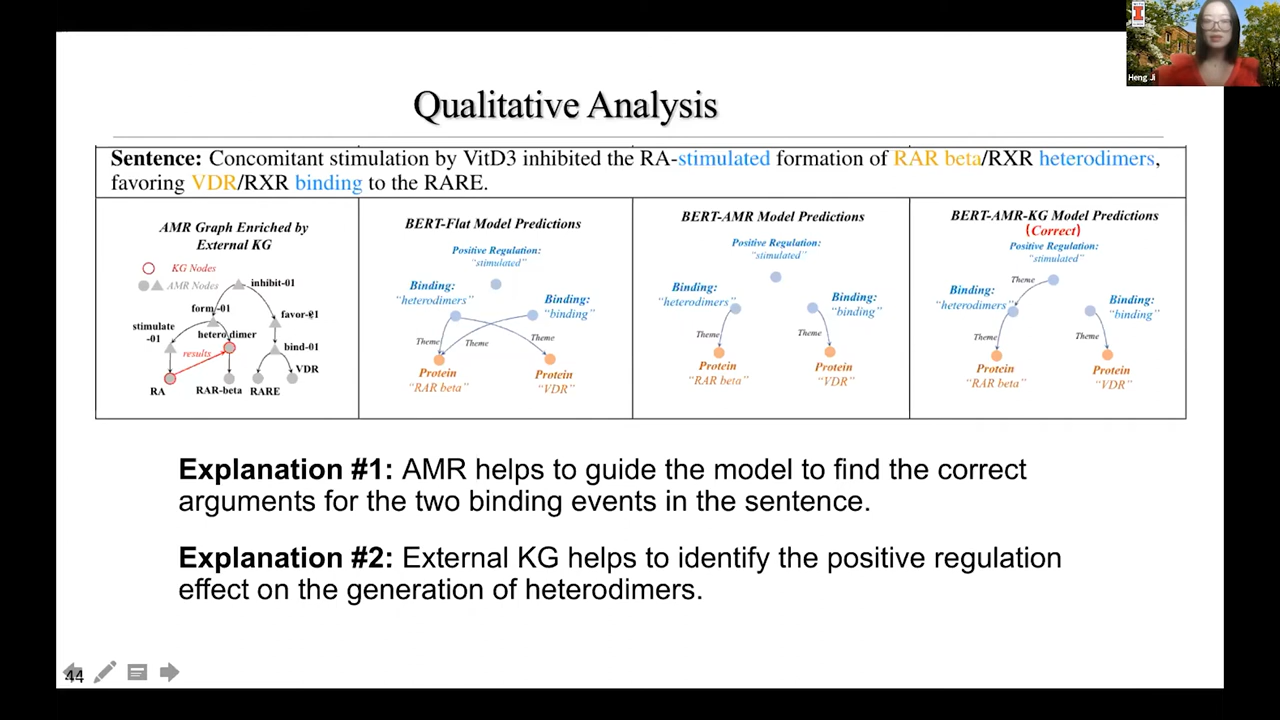 Heng Ji
Qualitative Analysis
Sentence: Concomitant stimulation by VitD3 inhibited the RA-stimulated formation of RAR beta/RXR heterodimers,
favoring VDR/RXR binding to the RARE.
AMR Graph Enriched by
External KG
KG Nodes
AMR Nodes
inhibit-01
form-01
favor-01
stimulate
-01
hetero dimer
results
bind-01
VDR
RA
RAR-beta
RARE
BERT-Flat Model Predictions
Positive Regulation:
"stimulated"
Binding:
"heterodimers"
Binding:
"binding"
Theme
Theme
Theme
Protein
"RAR beta"
Protein
"VDR"
BERT-AMR Model Predictions
Positive Regulation:
"stimulated"
Binding:
"heterodimers"
Binding:
"binding"
Theme
Theme
Protein
"RAR beta"
Protein
"VDR"
BERT-AMR-KG Model Predictions
(Correct)
Positive Regulation:
"stimulated"
Theme
Binding:
"heterodimers"
Binding:
"binding"
Theme
Theme
Protein
"RAR beta"
Protein
"VDR"
Explanation #1: AMR helps to guide the model to find the correct
arguments for the two binding events in the sentence.
Explanation #2: External KG helps to identify the positive regulation
effect on the generation of heterodimers.
44